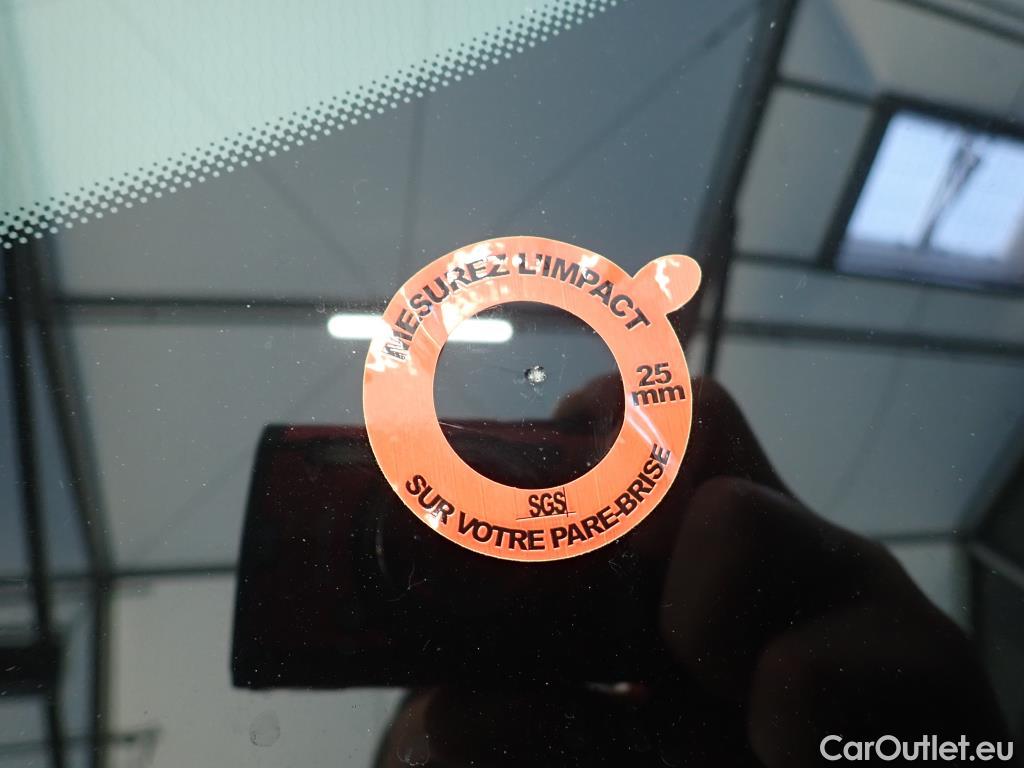 MESUREZ L'IMPACT
25
mm
SGS
SUR VOTRE PARE-BRISE
CarOutlet.eu